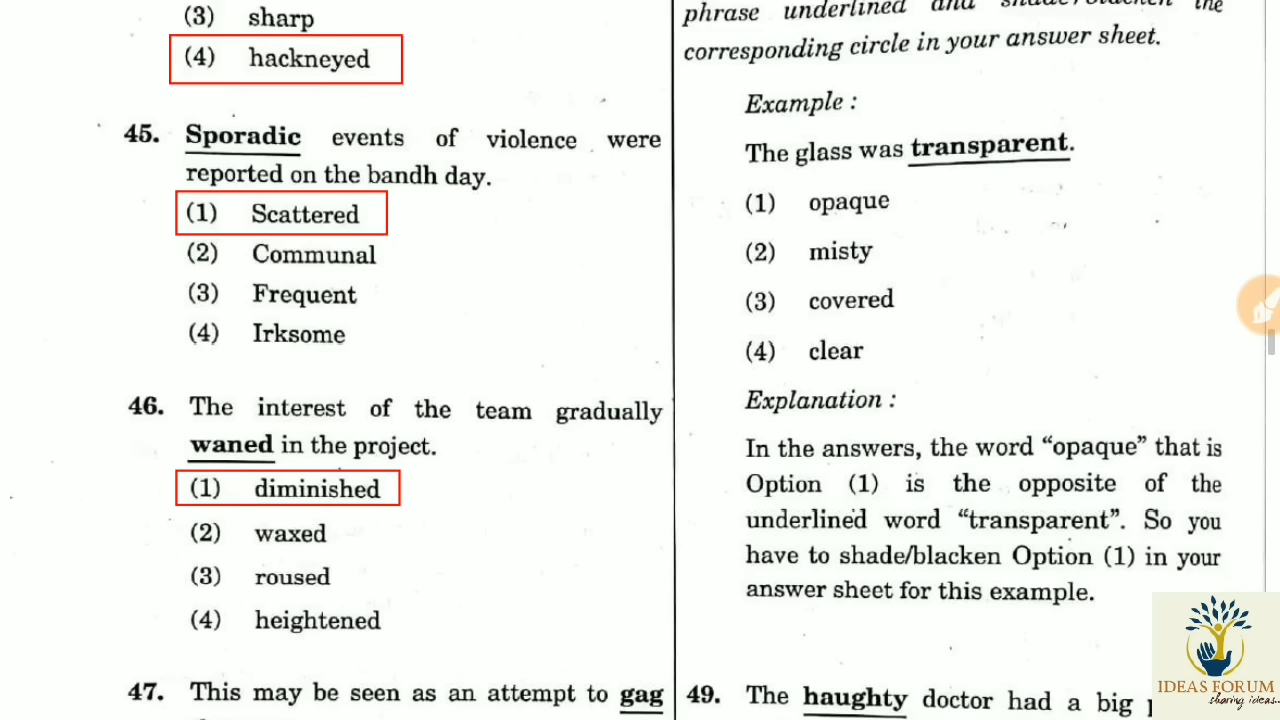 (3) sharp
(4) hackneyed
45. Sporadic events of violence were
reported on the bandh day.
(1) Scattered
(2) Communal
(3) Frequent
(4) Irksome
46. The interest of the team gradually
waned in the project.
(1) diminished
(2) waxed
(3) roused
(4) heightened
47. This may be seen as an attempt to gag
phrase underlined and the
corresponding circle in your answer sheet.
Example :
The glass was transparent.
(1) opaque
(2) misty
(3) covered
(4) clear
Explanation :
In the answers, the word “opaque” that is
Option (1) is the opposite of the
underlined word “transparent”. So you
have to shade/blacken Option (1) in your
answer sheet for this example.
49. The haughty doctor had a big
IDEAS FORUM
sharing ideas.